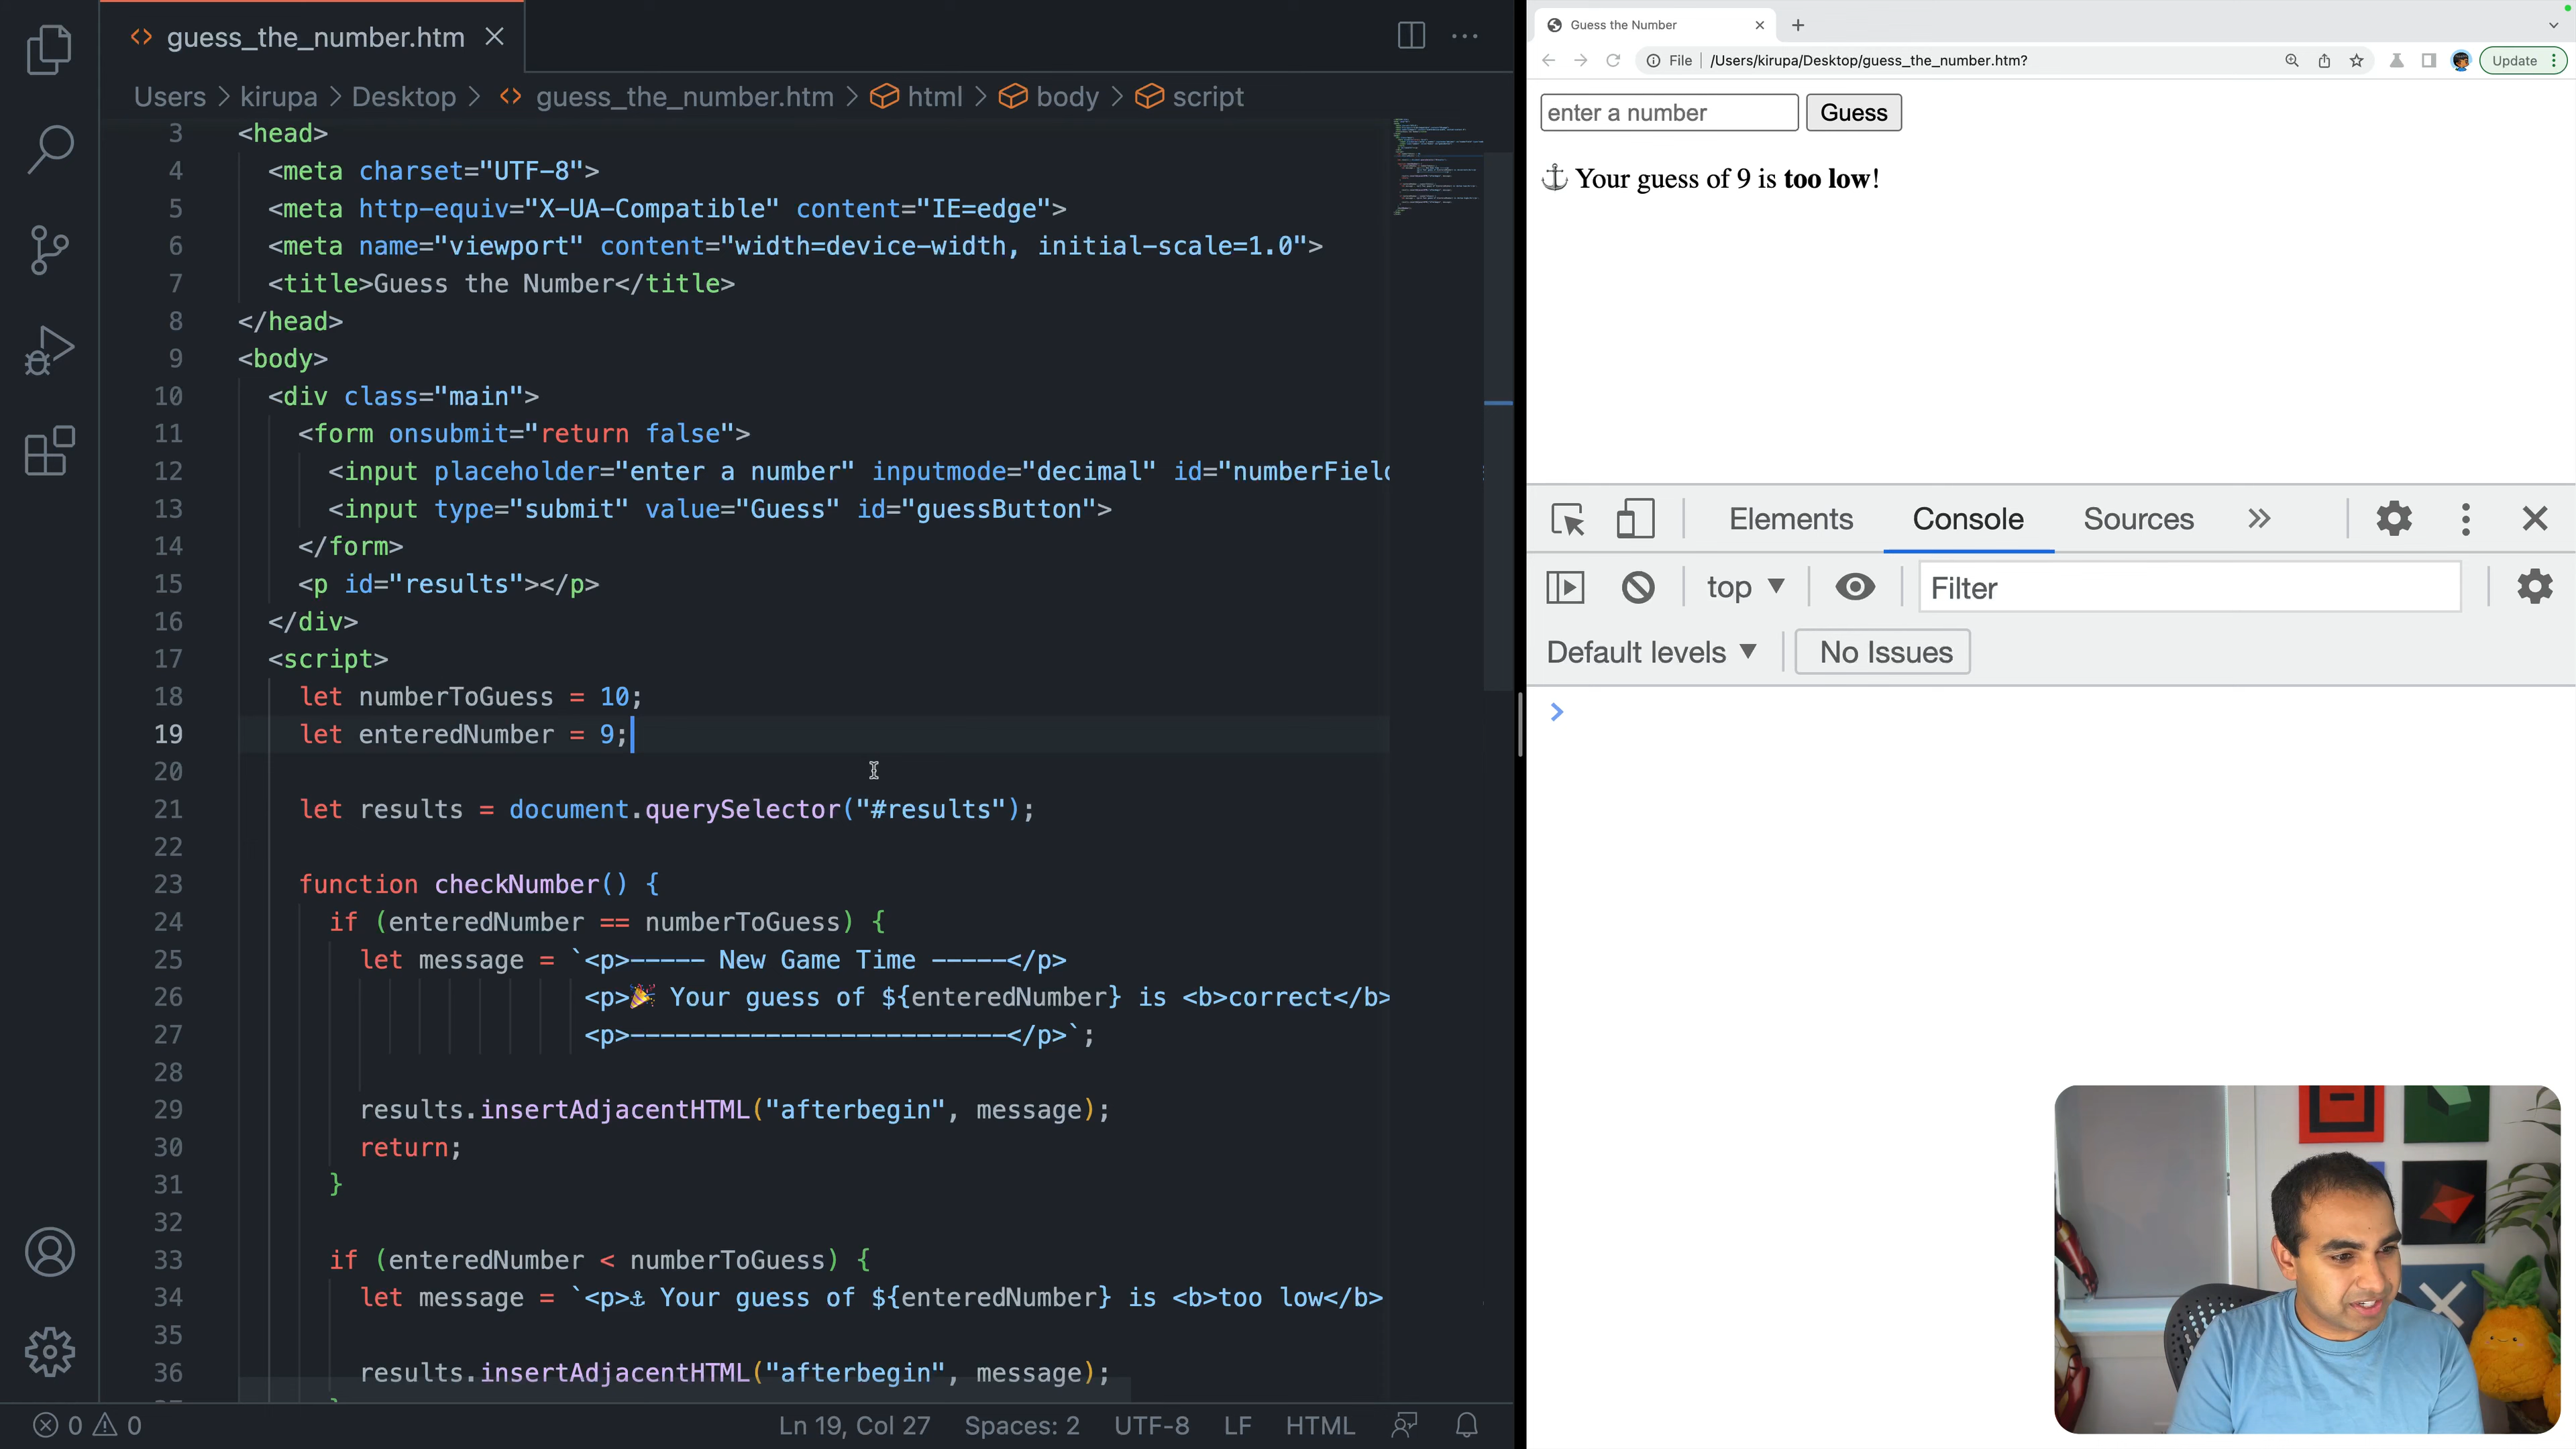 guess_the_number.htm
Users > kirupa > Desktop > guess_the_number.htm > html > body > script
3 <head>
4 <meta charset="UTF-8">
5 <meta http-equiv="X-UA-Compatible" content="IE=edge">
6 <meta name="viewport" content="width=device-width, initial-scale=1.0">
7 <title>Guess the Number</title>
8 </head>
9 <body>
10 <div class="main">
11 <form onsubmit="return false">
12 <input placeholder="enter a number" inputmode="decimal" id="numberField
13 <input type="submit" value="Guess" id="guessButton">
14 </form>
15 <p id="results"></p>
16 </div>
17 <script>
18 let numberToGuess = 10;
19 let enteredNumber = 9;
20
21 let results = document.querySelector("#results");
22
23 function checkNumber() {
24 if (enteredNumber == numberToGuess) {
25 let message = `<p>----- New Game Time -----</p>
26 <p>🎉 Your guess of ${enteredNumber} is <b>correct</b>
27 <p>-------------------------</p>`;
28
29 results.insertAdjacentHTML("afterbegin", message);
30 return;
31 }
32
33 if (enteredNumber < numberToGuess) {
34 let message = `<p>⚓ Your guess of ${enteredNumber} is <b>too low</b>
35
36 results.insertAdjacentHTML("afterbegin", message);
0 0 Ln 19, Col 27 Spaces: 2 UTF-8 LF HTML
Guess the Number
File /Users/kirupa/Desktop/guess_the_number.htm? Update
enter a number Guess
⚓ Your guess of 9 is too low!
Elements Console Sources
top Filter
Default levels No Issues